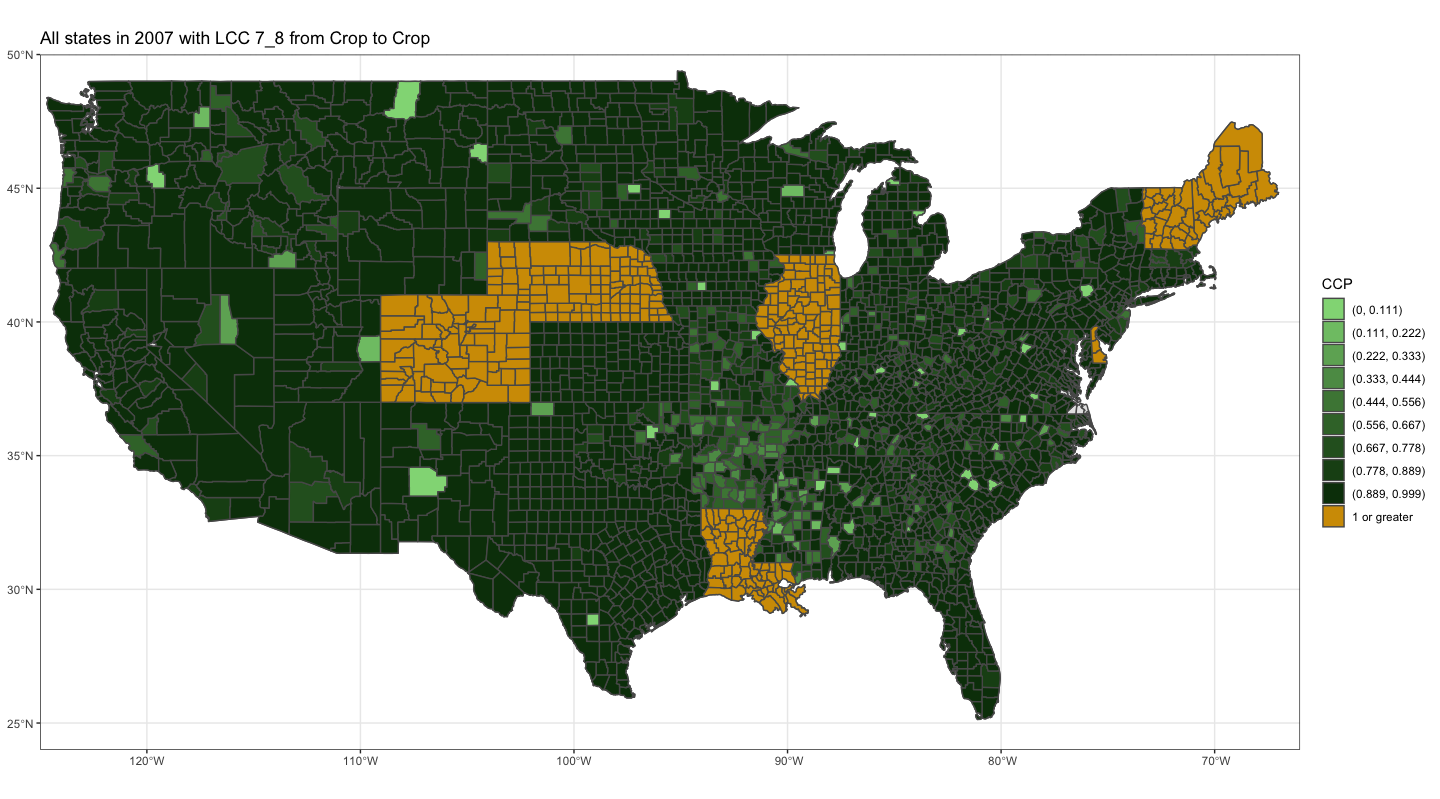 All states in 2007 with LCC 7_8 from Crop to Crop
50°N
45°N
40°N
35°N
30°N
25°N
120°W
110°W
100°W
90°W
80°W
70°W
CCP
(0, 0.111)
(0.111, 0.222)
(0.222, 0.333)
(0.333, 0.444)
(0.444, 0.556)
(0.556, 0.667)
(0.667, 0.778)
(0.778, 0.889)
(0.889, 0.999)
1 or greater